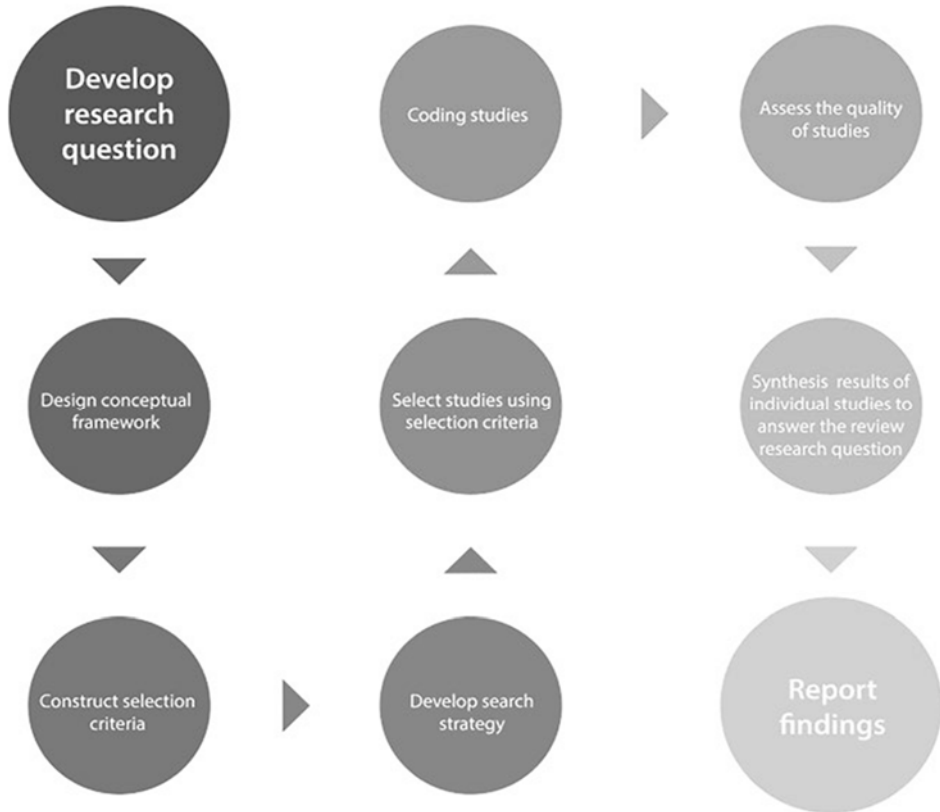 Develop
research
question
Design conceptual
framework
Construct selection
criteria
Develop search
strategy
Select studies using
selection criteria
Coding studies
Assess the quality
of studies
Synthesis results of
individual studies to
answer the review
research question
Report
findings